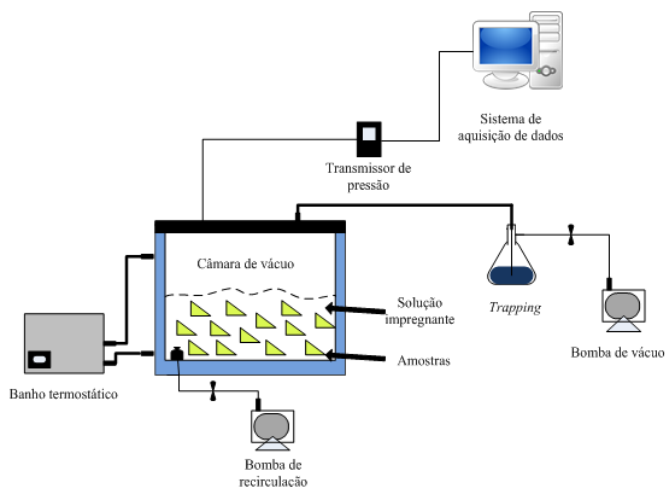 Sistema de
aquisição de dados
Transmissor de
pressão
Câmara de vácuo
Solução
impregnante
Trapping
Amostras
Bomba de vácuo
Banho termostático
Bomba de
recirculação